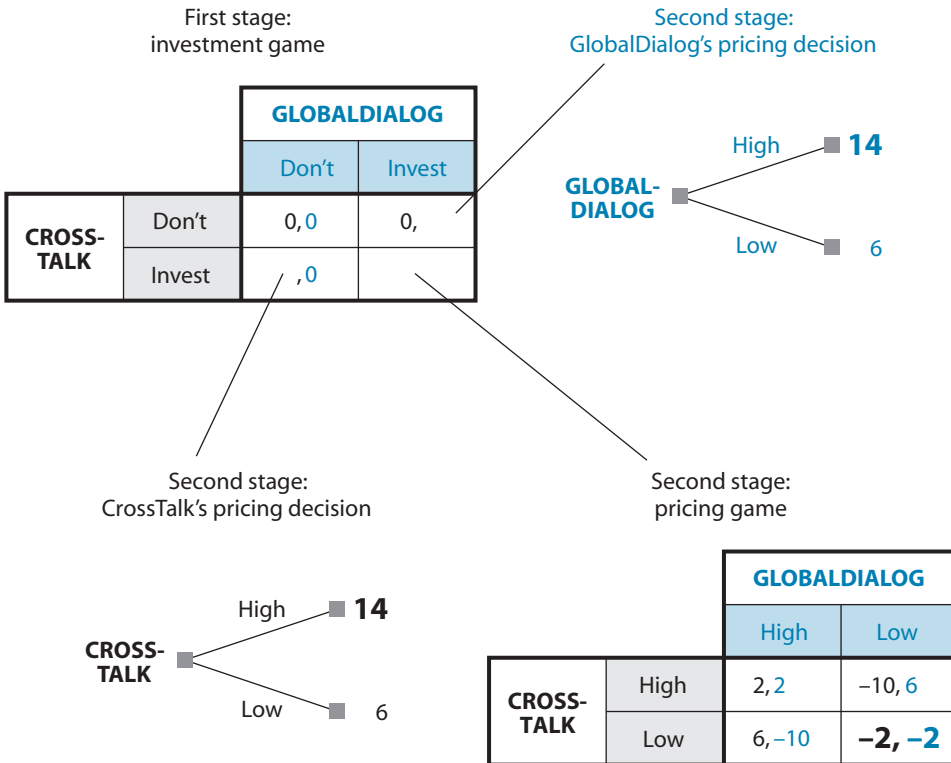 First stage:
investment game
Second stage:
GlobalDialog's pricing decision
GLOBALDIALOG
Don't Invest
CROSS-
TALK
Don't 0, 0 0,
Invest , 0
GLOBAL-
DIALOG
High 14
Low 6
Second stage:
CrossTalk's pricing decision
CROSS-
TALK
High 14
Low 6
Second stage:
pricing game
GLOBALDIALOG
High Low
CROSS-
TALK
High 2, 2 –10, 6
Low 6, –10 –2, –2